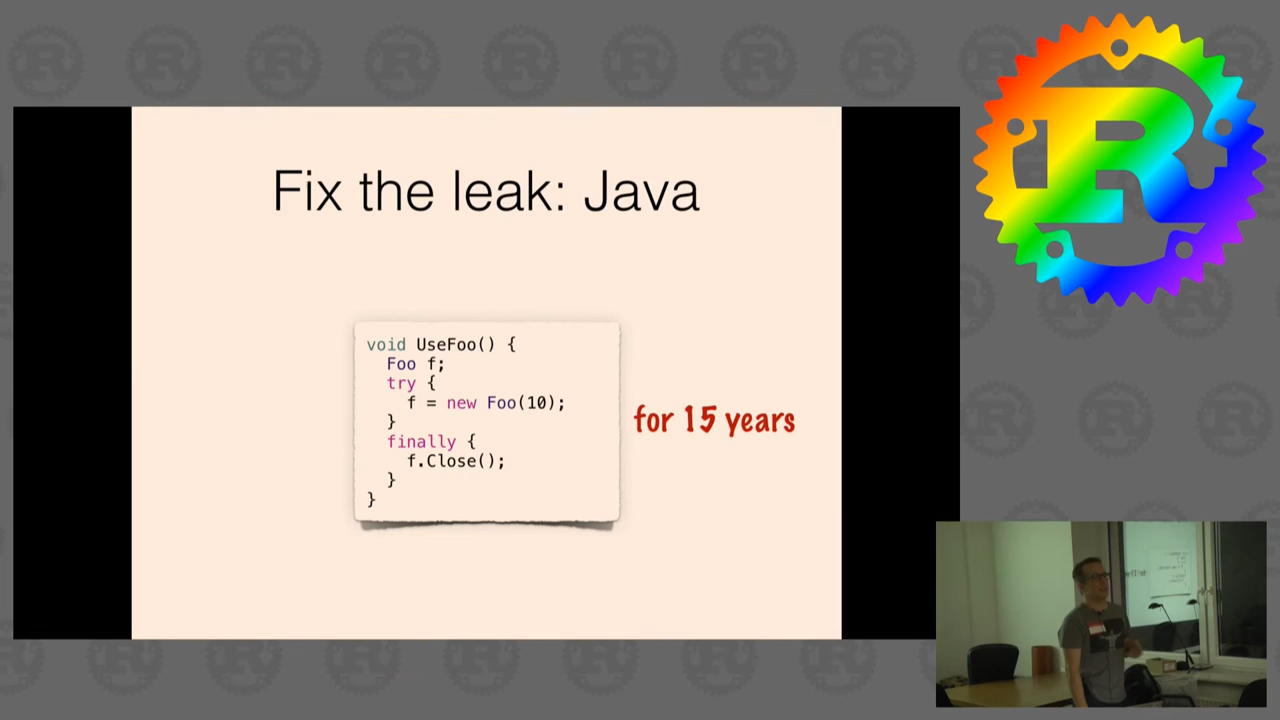 Fix the leak: Java
void UseFoo() {
  Foo f;
  try {
    f = new Foo(10);
  }
  finally {
    f.Close();
  }
}
for 15 years
R